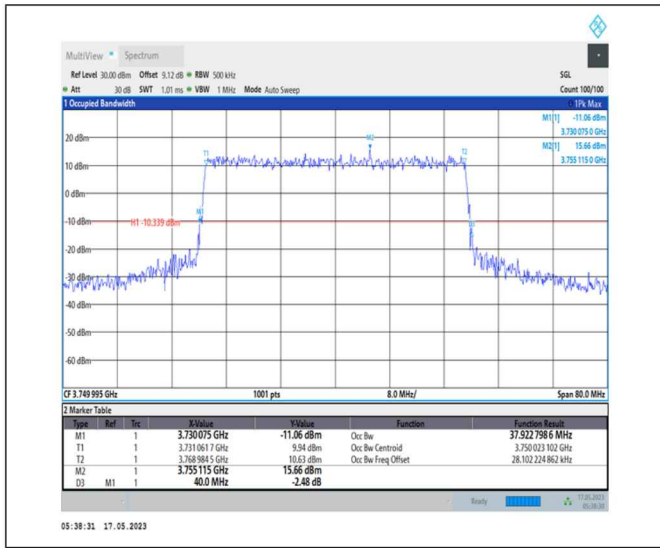 MultiView Spectrum
Ref Level 30.00 dBm Offset 9.12 dB RBW 500 kHz SGL
Att 30 dB SWT 1.01 ms VBW 1 MHz Mode Auto Sweep Count 100/100
1 Occupied Bandwidth 1Pk Max
M1[1] -11.06 dBm
3.730 075 0 GHz
20 dBm M2 M2[1] 15.66 dBm
T1 T2 3.755 115 0 GHz
10 dBm
0 dBm
M1
-10 dBm H1 -10.339 dBm
-20 dBm
-30 dBm
-40 dBm
-50 dBm
-60 dBm
CF 3.749 995 GHz 1001 pts 8.0 MHz/ Span 80.0 MHz
2 Marker Table
Type Ref Trc X-Value Y-Value Function Function Result
M1 1 3.730 075 GHz -11.06 dBm Occ Bw 37.922 798 6 MHz
T1 1 3.731 061 7 GHz 9.94 dBm Occ Bw Centroid 3.750 023 102 GHz
T2 1 3.768 984 5 GHz 10.63 dBm Occ Bw Freq Offset 28.102 224 862 kHz
M2 1 3.755 115 GHz 15.66 dBm
D3 M1 1 40.0 MHz -2.48 dB
Ready 17.05.2023
05:38:30
05:38:31 17.05.2023